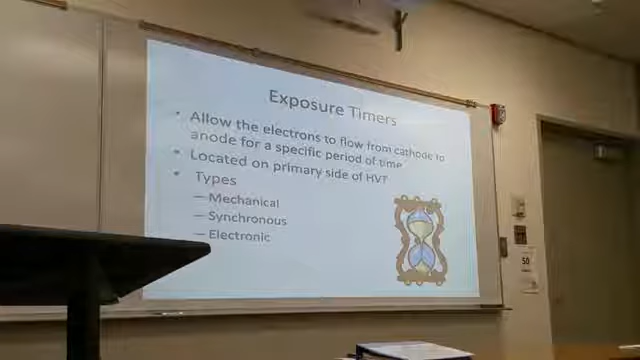 Exposure Timers
• Allow the electrons to flow from cathode to
anode for a specific period of time
• Located on primary side of HVT
• Types
– Mechanical
– Synchronous
– Electronic
50